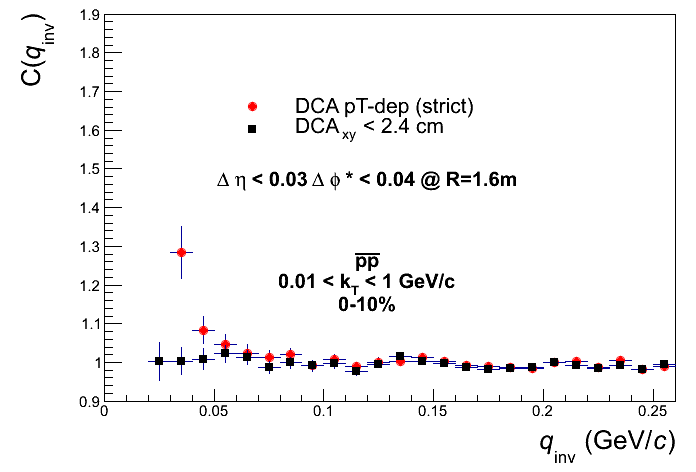 C(q_inv)
1.9
1.8
1.7
1.6
1.5
1.4
1.3
1.2
1.1
1
0.9
DCA pT-dep (strict)
DCA_xy < 2.4 cm
Δ η < 0.03 Δ ϕ * < 0.04 @ R=1.6m
p̅p̅
0.01 < k_T < 1 GeV/c
0-10%
0 0.05 0.1 0.15 0.2 0.25
q_inv (GeV/c)